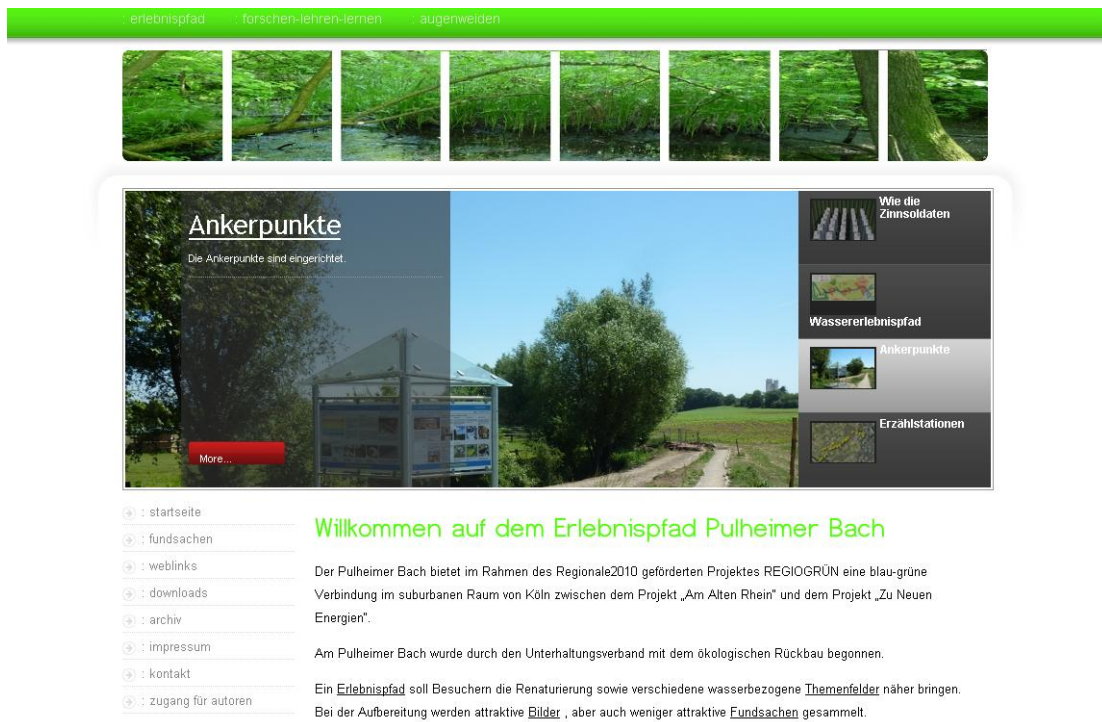 : erlebnispfad : forschen-lehren-lernen : augenweiden
Ankerpunkte
Die Ankerpunkte sind eingerichtet.
More...
Wie die
Zinnsoldaten
Wassererlebnispfad
Ankerpunkte
Erzählstationen
: startseite
: fundsachen
: weblinks
: downloads
: archiv
: impressum
: kontakt
: zugang für autoren
Willkommen auf dem Erlebnispfad Pulheimer Bach
Der Pulheimer Bach bietet im Rahmen des Regionale2010 geförderten Projektes REGIOGRÜN eine blau-grüne
Verbindung im suburbanen Raum von Köln zwischen dem Projekt „Am Alten Rhein" und dem Projekt „Zu Neuen
Energien".
Am Pulheimer Bach wurde durch den Unterhaltungsverband mit dem ökologischen Rückbau begonnen.
Ein Erlebnispfad soll Besuchern die Renaturierung sowie verschiedene wasserbezogene Themenfelder näher bringen.
Bei der Aufbereitung werden attraktive Bilder , aber auch weniger attraktive Fundsachen gesammelt.